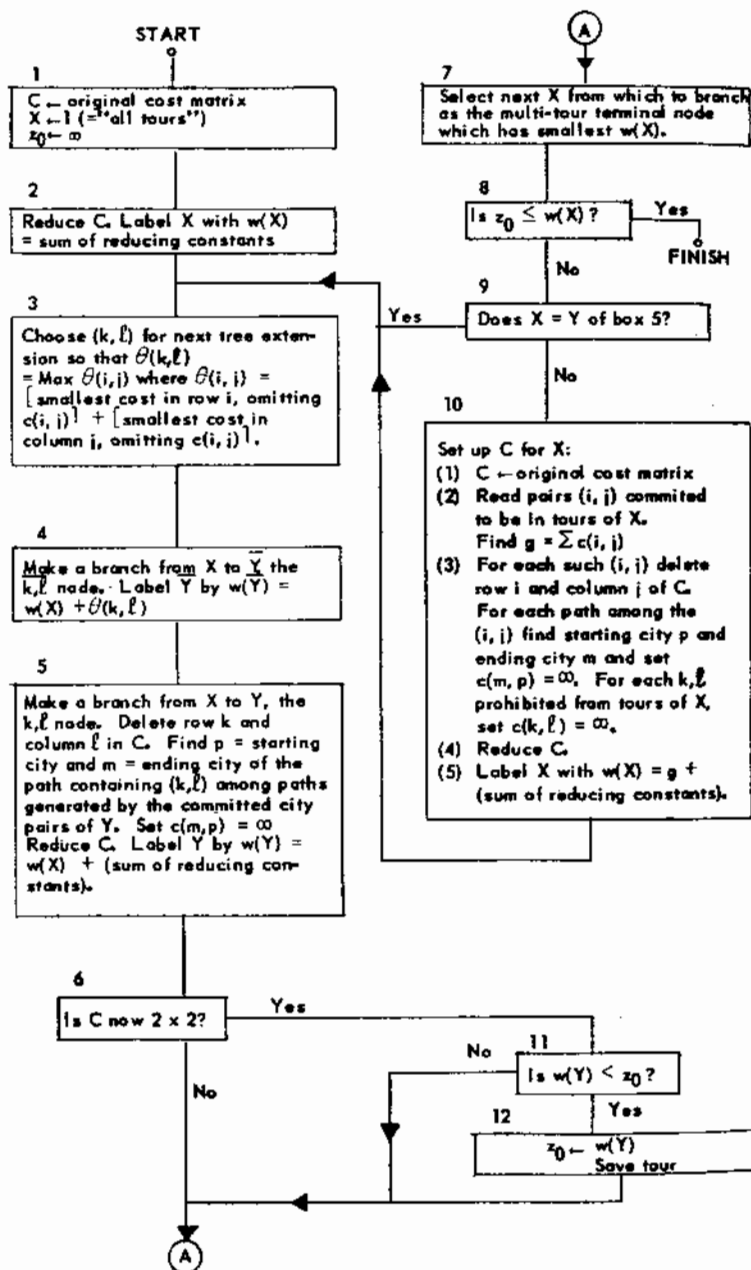 START
1
C ← original cost matrix
X ← 1 (="all tours")
z0 ← ∞
2
Reduce C. Label X with w(X)
= sum of reducing constants
3
Choose (k,ℓ) for next tree exten-
sion so that θ(k,ℓ)
= Max θ(i,j) where θ(i,j) =
[smallest cost in row i, omitting
c(i,j)] + [smallest cost in
column j, omitting c(i,j)].
4
Make a branch from X to Y̅ the
k̅,̅ℓ̅ node. Label Y̅ by w(Y̅) =
w(X) + θ(k,ℓ)
5
Make a branch from X to Y, the
k,ℓ node. Delete row k and
column ℓ in C. Find p = starting
city and m = ending city of the
path containing (k,ℓ) among paths
generated by the committed city
pairs of Y. Set c(m,p) = ∞
Reduce C. Label Y by w(Y) =
w(X) + (sum of reducing con-
stants).
6
Is C now 2 x 2?
Yes
No
A
A
7
Select next X from which to branch
as the multi-tour terminal node
which has smallest w(X).
8
Is z0 ≤ w(X)?
Yes
FINISH
No
9
Does X = Y of box 5?
Yes
No
10
Set up C for X:
(1) C ← original cost matrix
(2) Read pairs (i,j) commited
to be in tours of X.
Find g = Σ c(i,j)
(3) For each such (i,j) delete
row i and column j of C.
For each path among the
(i,j) find starting city p and
ending city m and set
c(m,p) = ∞. For each k,ℓ
prohibited from tours of X,
set c(k,ℓ) = ∞.
(4) Reduce C.
(5) Label X with w(X) = g +
(sum of reducing constants).
11
Is w(Y) < z0?
No
Yes
12
z0 ← w(Y)
Save tour